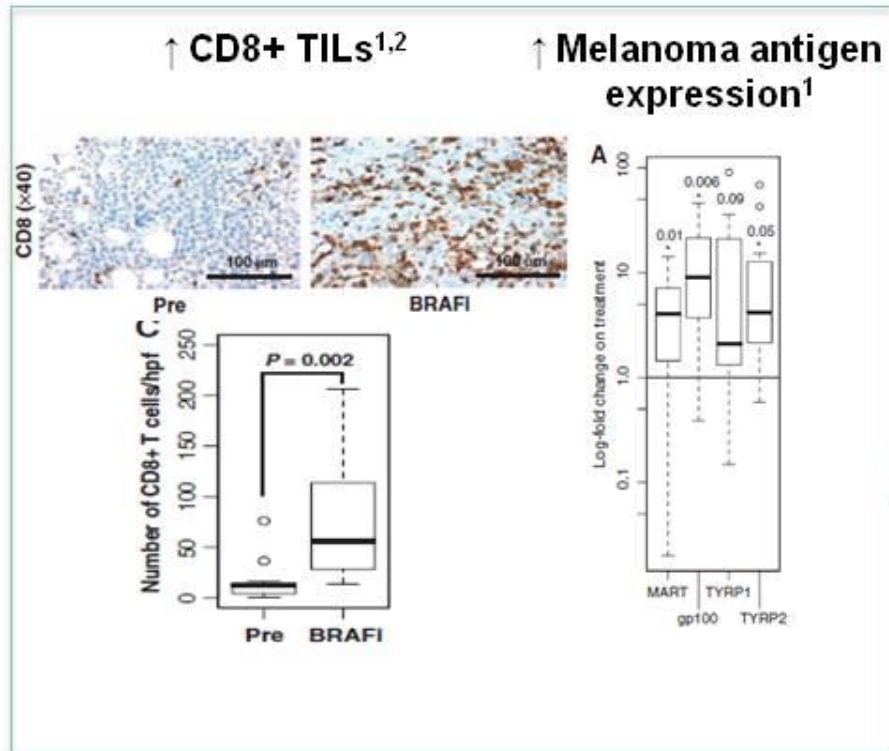 ↑ CD8+ TILs1,2
↑ Melanoma antigen
expression1
CD8 (×40)
100 µm
100 µm
Pre
BRAFi
C.
Number of CD8+ T cells/hpf
250
200
150
100
50
0
P = 0.002
Pre
BRAFi
A
Log-fold change on treatment
100
10
1.0
0.1
0.01
0.006
0.09
0.05
MART
gp100
TYRP1
TYRP2